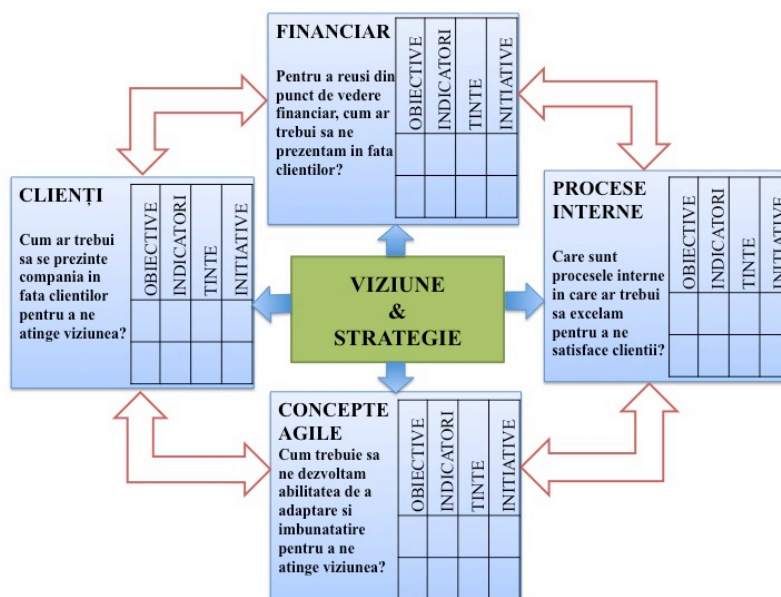 FINANCIAR
Pentru a reusi din
punct de vedere
financiar, cum ar
trebui sa ne
prezentam in fata
clientilor?
OBIECTIVE
INDICATORI
TINTE
INITIATIVE
CLIENȚI
Cum ar trebui
sa se prezinte
compania in
fata clientilor
pentru a ne
atinge viziunea?
OBIECTIVE
INDICATORI
TINTE
INITIATIVE
VIZIUNE
&
STRATEGIE
PROCESE
INTERNE
Care sunt
procesele interne
in care ar trebui
sa excelam
pentru a ne
satisface clientii?
OBIECTIVE
INDICATORI
TINTE
INITIATIVE
CONCEPTE
AGILE
Cum trebuie sa
ne dezvoltam
abilitatea de a
adaptare si
imbunatatire
pentru a ne
atinge viziunea?
OBIECTIVE
INDICATORI
TINTE
INITIATIVE